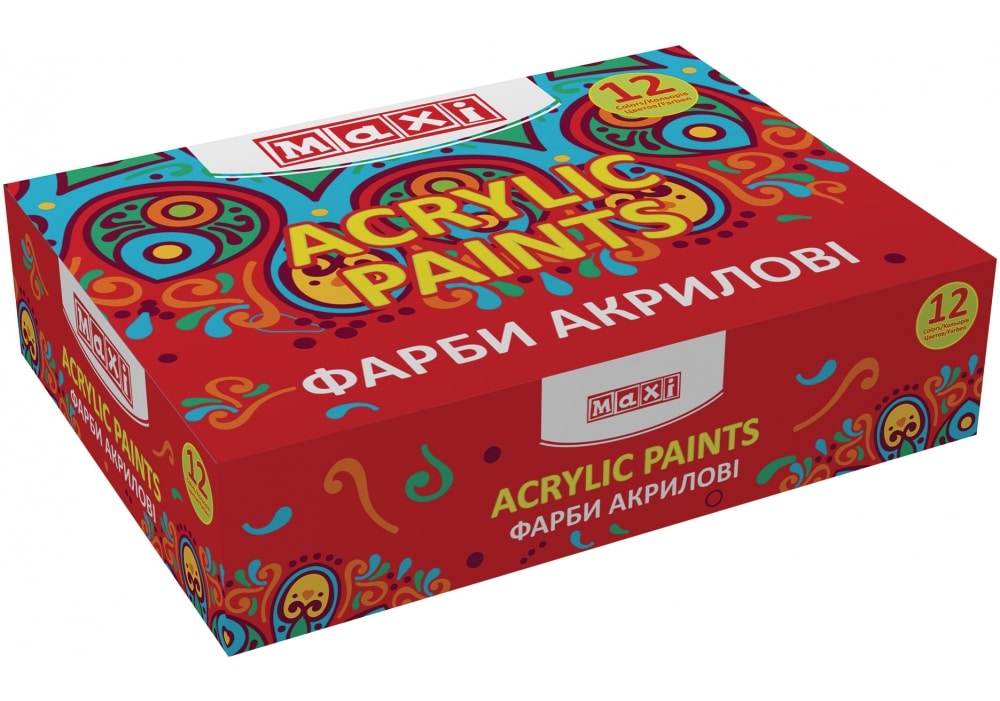 Maxi
12
Colors/Кольорів
Цветов/Farben
ACRYLIC
PAINTS
ФАРБИ АКРИЛОВІ
Maxi
ACRYLIC PAINTS
ФАРБИ АКРИЛОВІ
12
Maxi
ACRYLIC PAINTS
ФАРБИ АКРИЛОВІ
12
Colors/Кольорів
Цветов/Farben